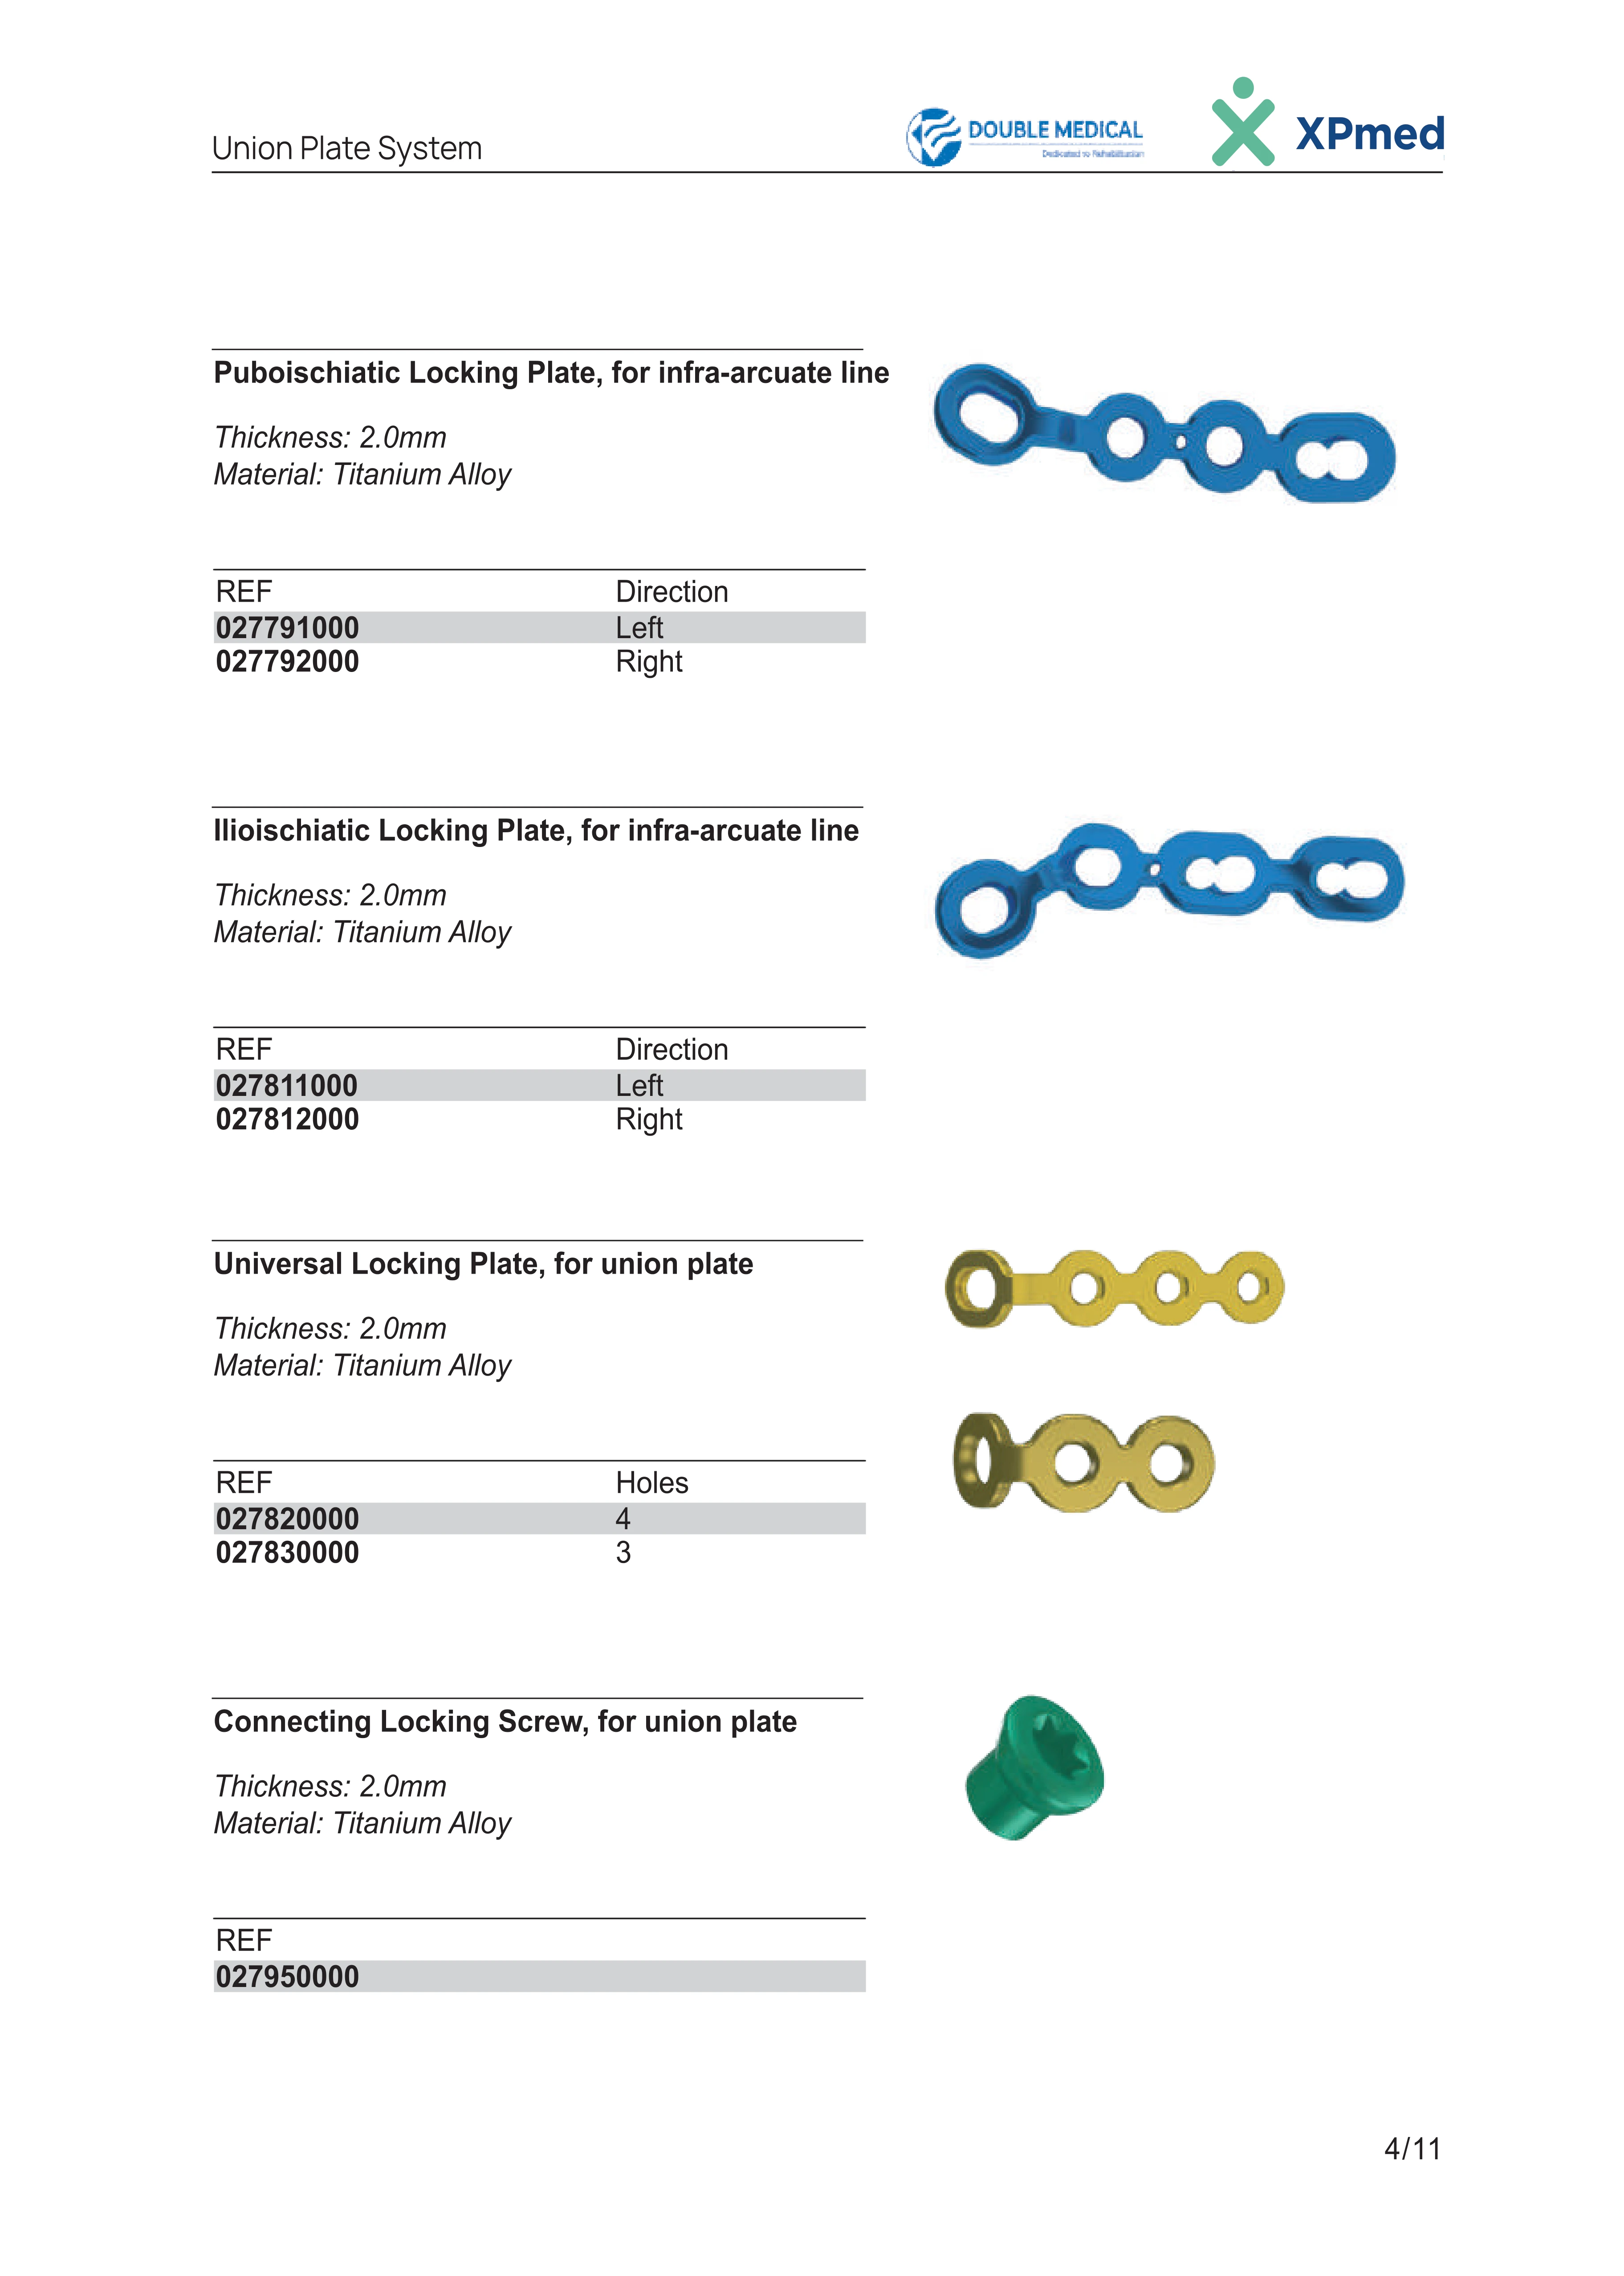 Union Plate System
DOUBLE MEDICAL
Dedicated to Rehabilitation
XPmed
Puboischiatic Locking Plate, for infra-arcuate line
Thickness: 2.0mm
Material: Titanium Alloy
REF Direction
027791000 Left
027792000 Right
Ilioischiatic Locking Plate, for infra-arcuate line
Thickness: 2.0mm
Material: Titanium Alloy
REF Direction
027811000 Left
027812000 Right
Universal Locking Plate, for union plate
Thickness: 2.0mm
Material: Titanium Alloy
REF Holes
027820000 4
027830000 3
Connecting Locking Screw, for union plate
Thickness: 2.0mm
Material: Titanium Alloy
REF
027950000
4/11